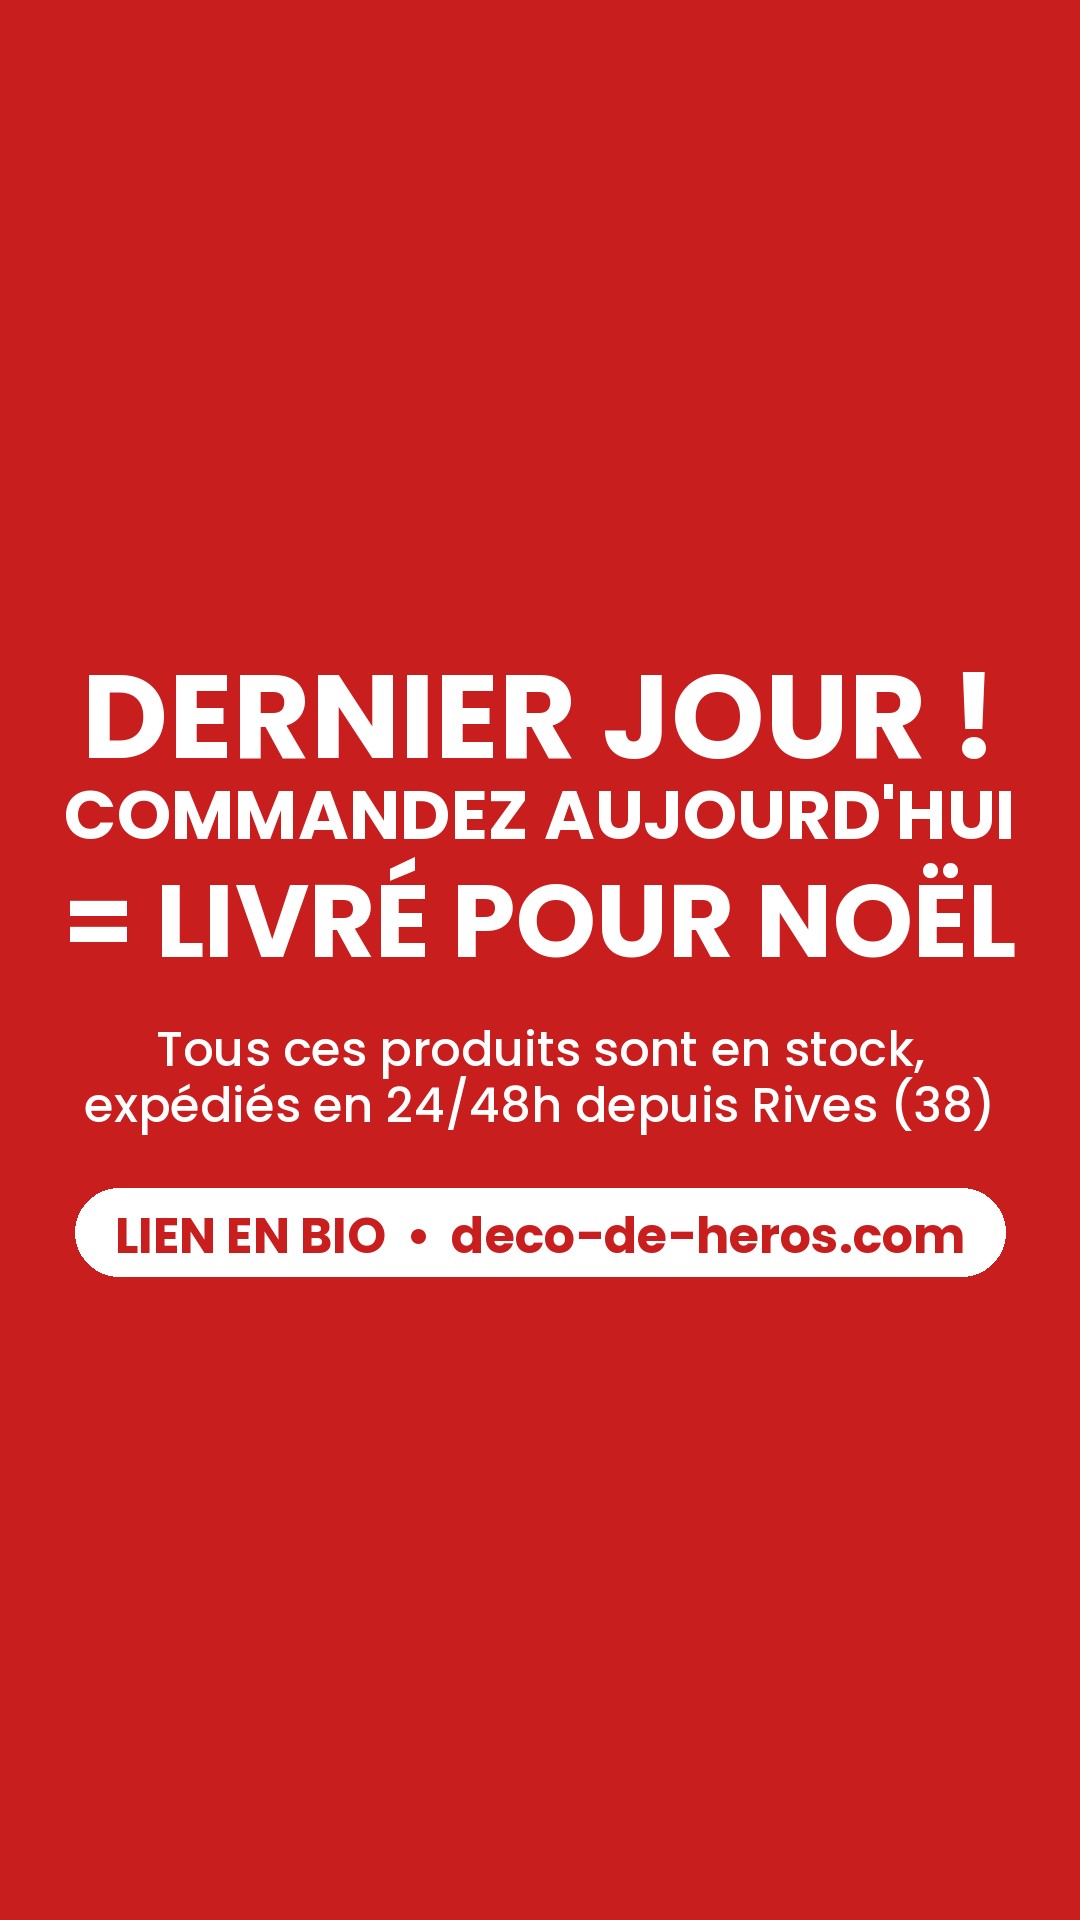 DERNIER JOUR !
COMMANDEZ AUJOURD'HUI
= LIVRÉ POUR NOËL
Tous ces produits sont en stock,
expédiés en 24/48h depuis Rives (38)
LIEN EN BIO • deco-de-heros.com